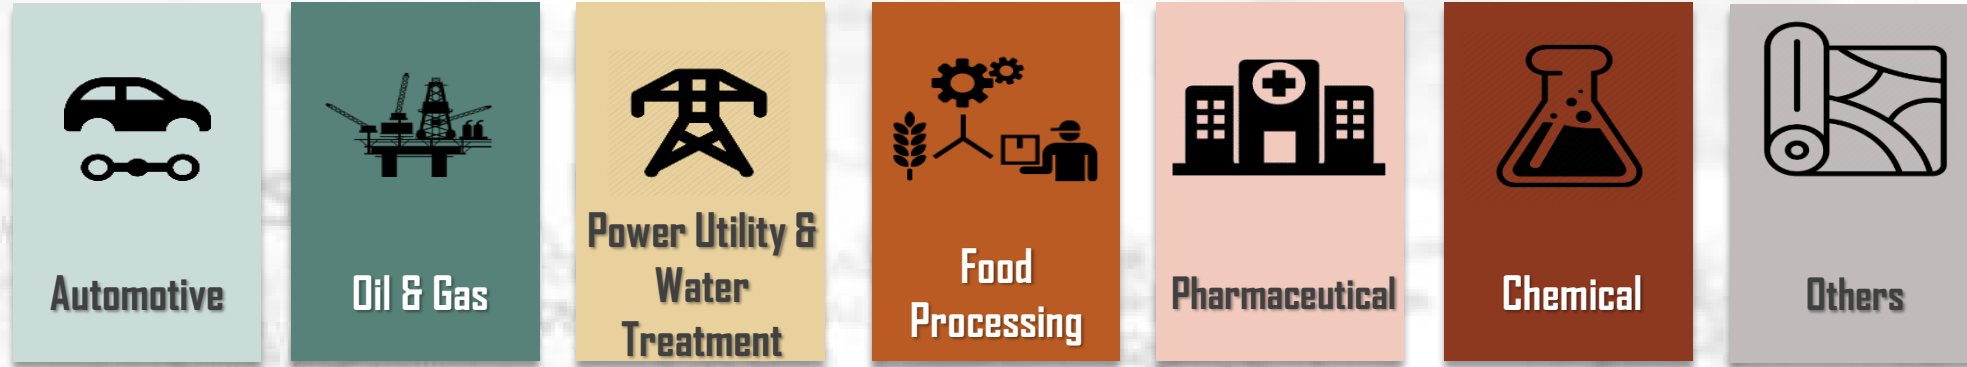 Automotive
Oil & Gas
Power Utility &
Water
Treatment
Food
Processing
Pharmaceutical
Chemical
Others